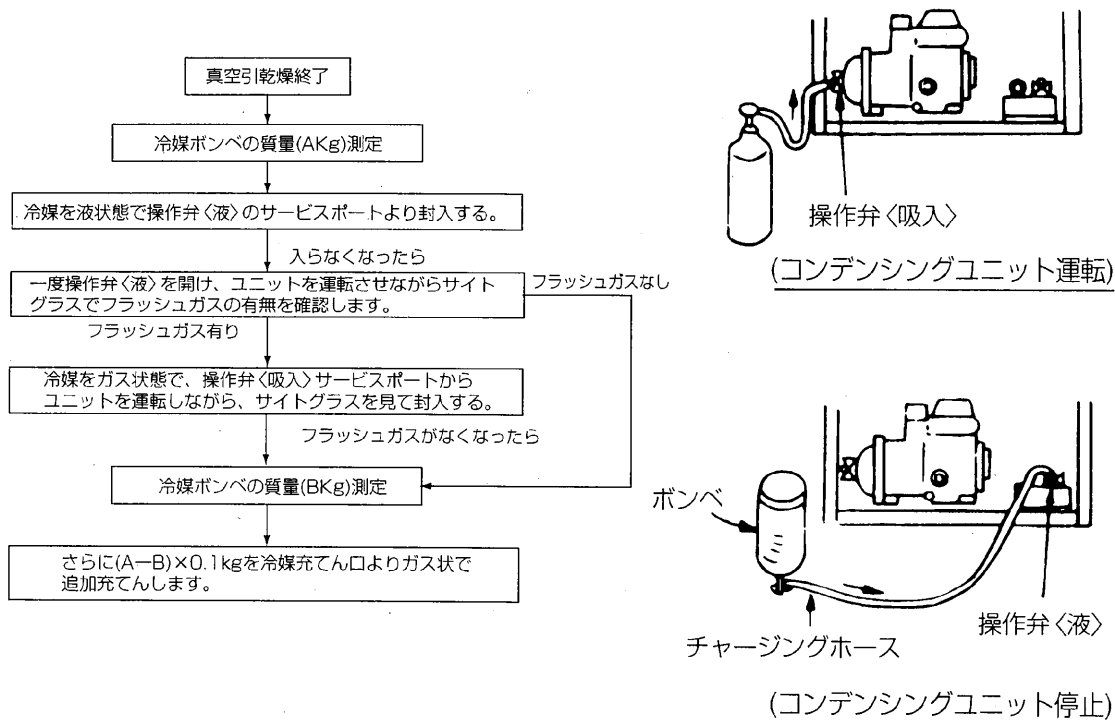 真空引乾燥終了
冷媒ボンベの質量(AKg)測定
冷媒を液状態で操作弁〈液〉のサービスポートより封入する。
入らなくなったら
一度操作弁〈液〉を開け、ユニットを運転させながらサイト
グラスでフラッシュガスの有無を確認します。
フラッシュガスなし
フラッシュガス有り
冷媒をガス状態で、操作弁〈吸入〉サービスポートから
ユニットを運転しながら、サイトグラスを見て封入する。
フラッシュガスがなくなったら
冷媒ボンベの質量(BKg)測定
さらに(A−B)×0.1kgを冷媒充てん口よりガス状で
追加充てんします。
操作弁〈吸入〉
(コンデンシングユニット運転)
ボンベ
チャージングホース
操作弁〈液〉
(コンデンシングユニット停止)